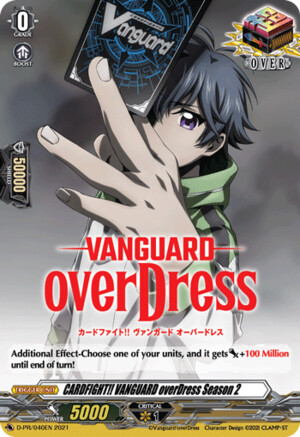 0
GRADE
BOOST
Vanguard
OVER
50000
SHIELD
VANGUARD
overDress
カードファイト!! ヴァンガード オーバードレス
Additional Effect-Choose one of your units, and it gets +100 Million
until end of turn!
TRIGGER UNIT
CARDFIGHT!! VANGUARD overDress Season 2
D-PR/040EN 2021
POWER
5000
CRITICAL
1
©VANGUARD overDress Character Design ©2021 CLAMP-ST